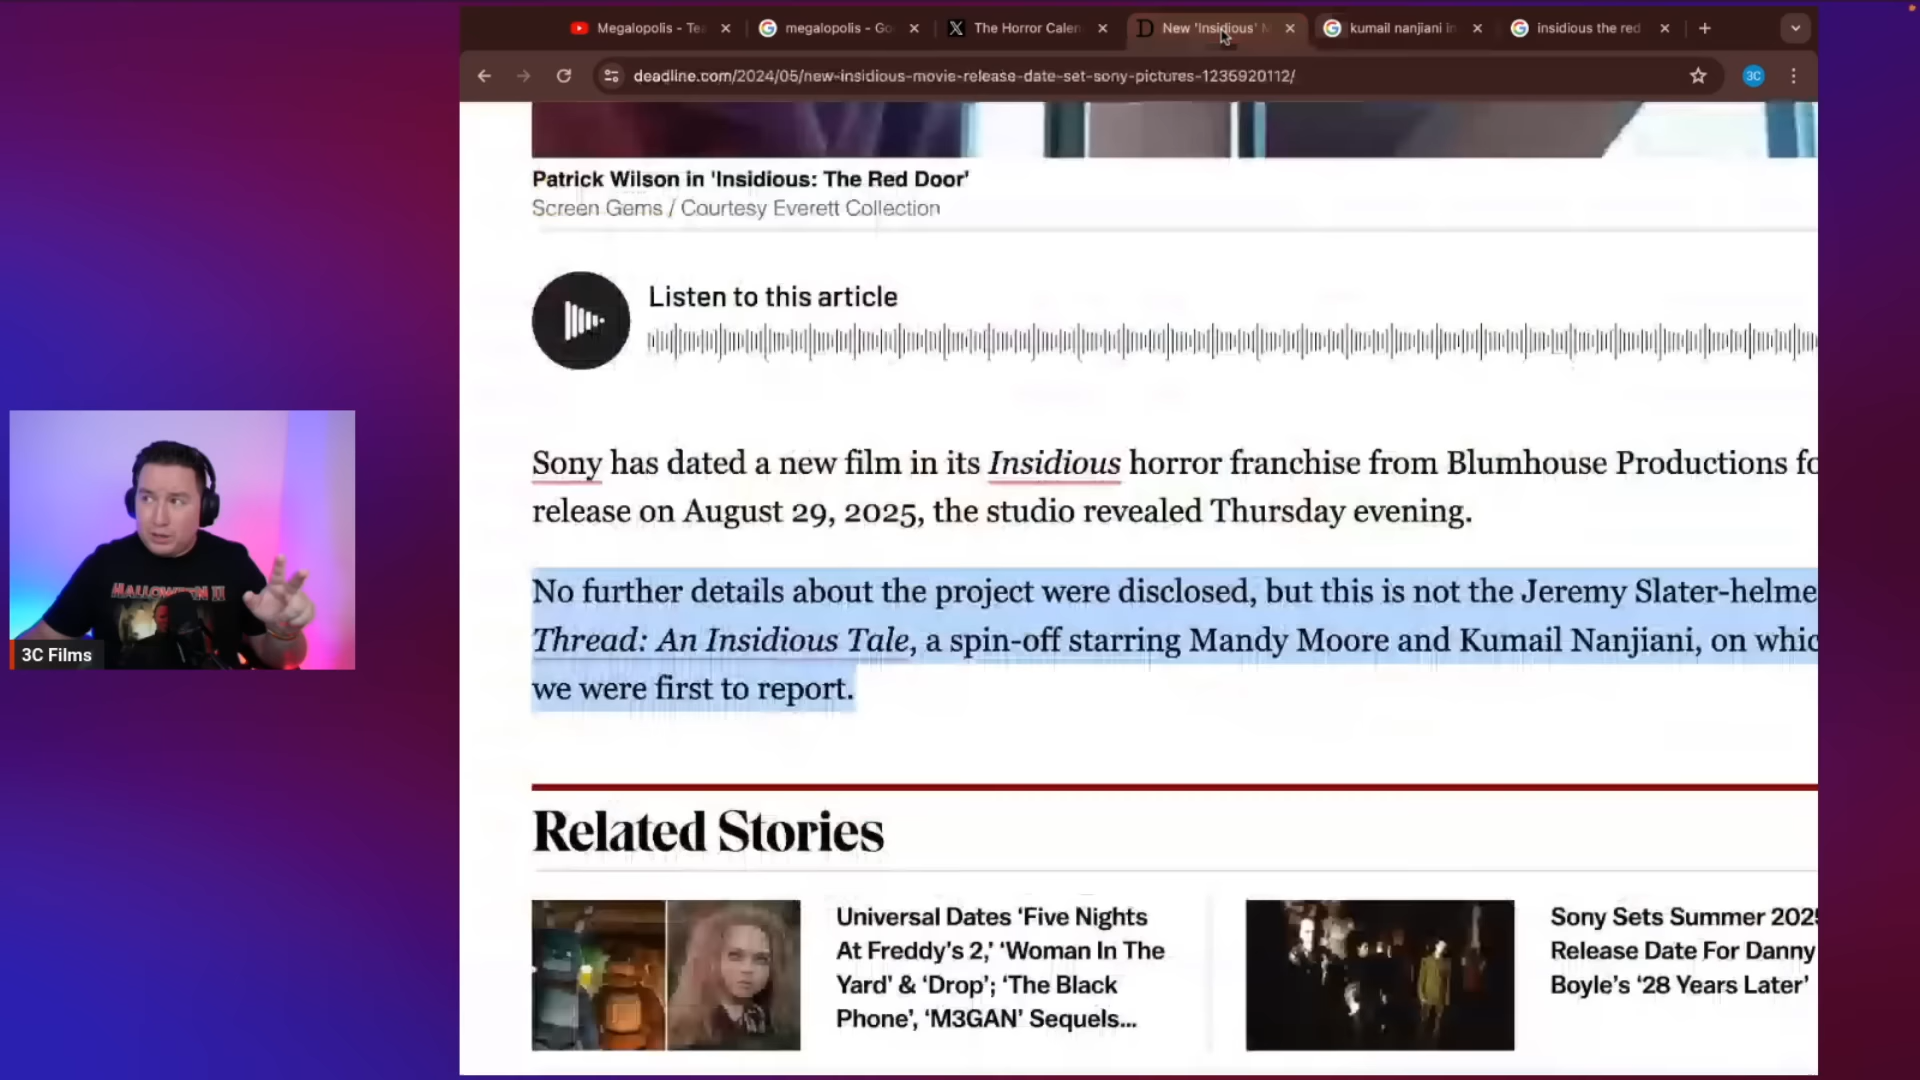 Megalopolis - Te
megalopolis - Go
The Horror Calen
New 'Insidious' M
kumail nanjiani in
insidious the red
deadline.com/2024/05/new-insidious-movie-release-date-set-sony-pictures-1235920112/
3C
Patrick Wilson in 'Insidious: The Red Door'
Screen Gems / Courtesy Everett Collection
Listen to this article
Sony has dated a new film in its Insidious horror franchise from Blumhouse Productions fo
release on August 29, 2025, the studio revealed Thursday evening.
No further details about the project were disclosed, but this is not the Jeremy Slater-helme
Thread: An Insidious Tale, a spin-off starring Mandy Moore and Kumail Nanjiani, on whic
we were first to report.
HALLOWEEN II
3C Films
Related Stories
Universal Dates ‘Five Nights
At Freddy’s 2,’ ‘Woman In The
Yard’ & ‘Drop’; ‘The Black
Phone’, ‘M3GAN’ Sequels...
Sony Sets Summer 2025
Release Date For Danny
Boyle’s ‘28 Years Later’